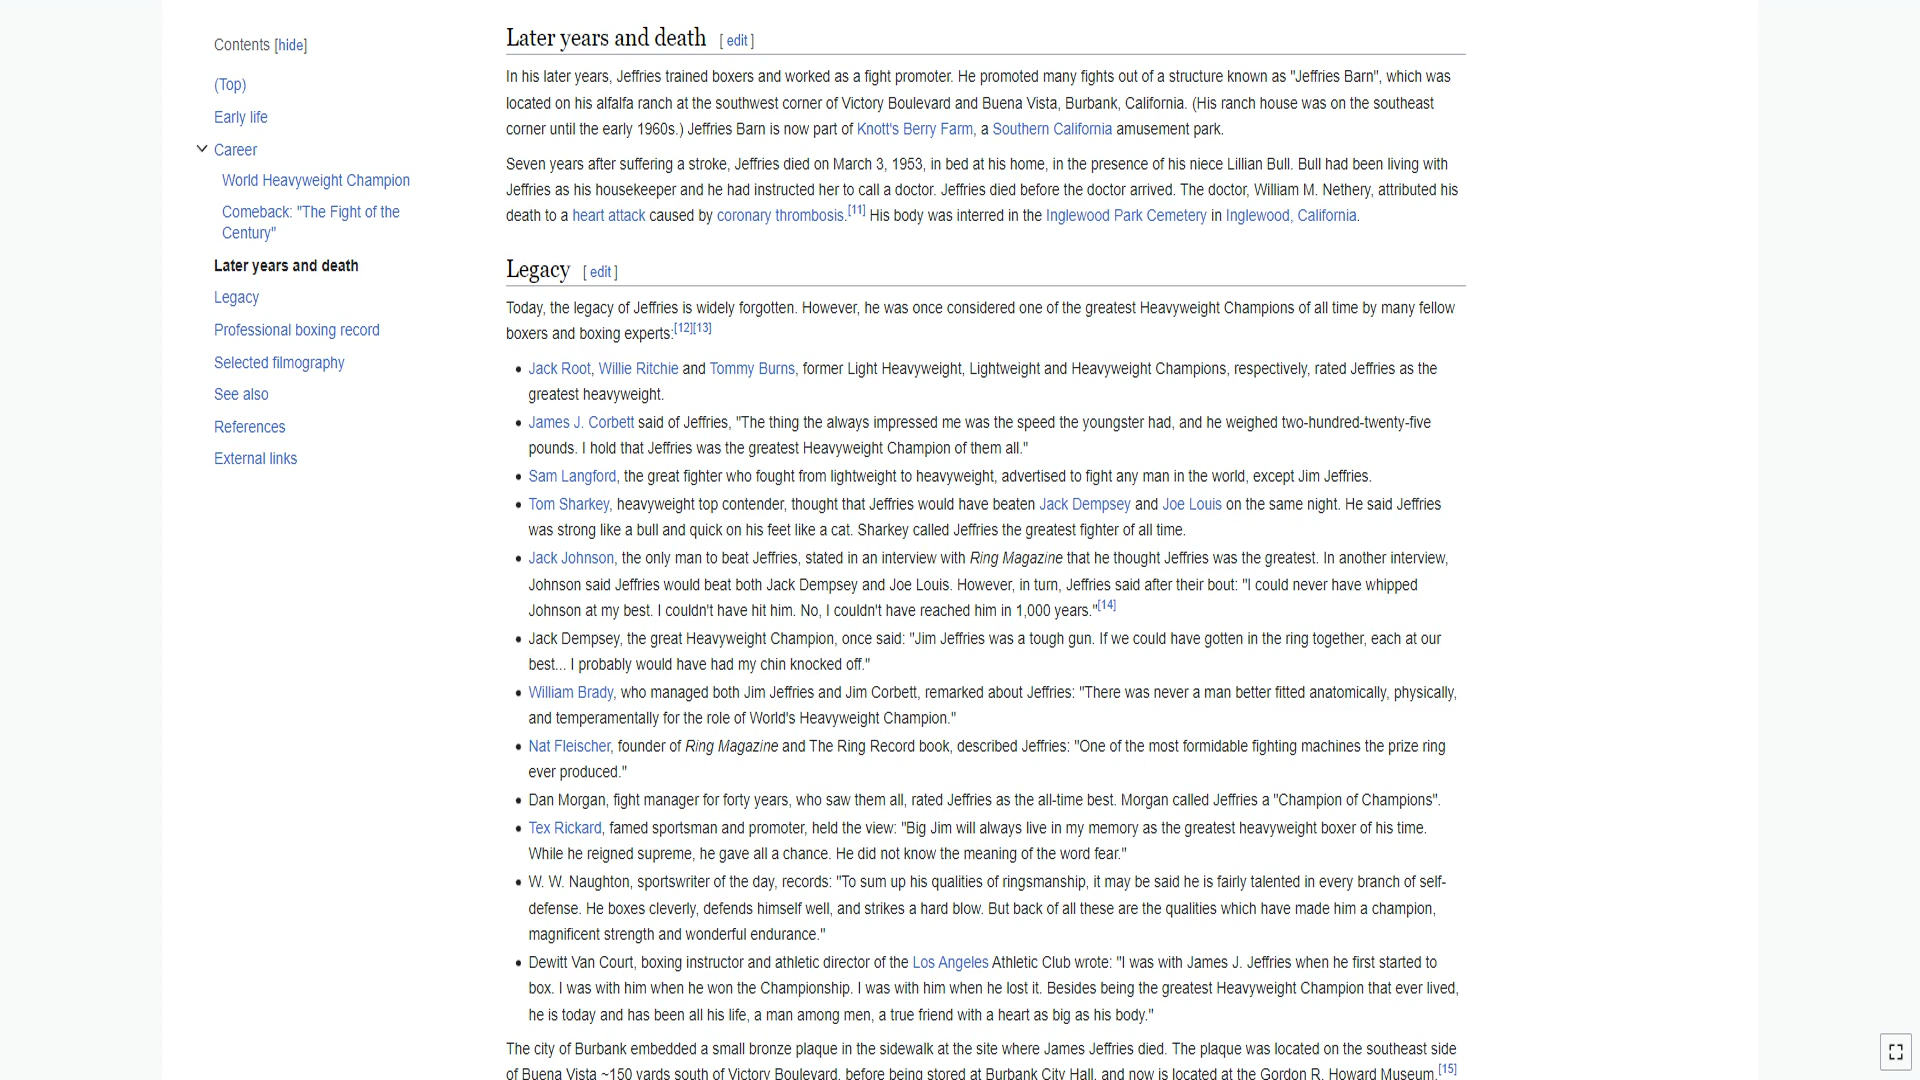 Contents [hide]
(Top)
Early life
Career
World Heavyweight Champion
Comeback: "The Fight of the
Century"
Later years and death
Legacy
Professional boxing record
Selected filmography
See also
References
External links
Later years and death [ edit ]
In his later years, Jeffries trained boxers and worked as a fight promoter. He promoted many fights out of a structure known as "Jeffries Barn", which was
located on his alfalfa ranch at the southwest corner of Victory Boulevard and Buena Vista, Burbank, California. (His ranch house was on the southeast
corner until the early 1960s.) Jeffries Barn is now part of Knott's Berry Farm, a Southern California amusement park.
Seven years after suffering a stroke, Jeffries died on March 3, 1953, in bed at his home, in the presence of his niece Lillian Bull. Bull had been living with
Jeffries as his housekeeper and he had instructed her to call a doctor. Jeffries died before the doctor arrived. The doctor, William M. Nethery, attributed his
death to a heart attack caused by coronary thrombosis.[11] His body was interred in the Inglewood Park Cemetery in Inglewood, California.
Legacy [ edit ]
Today, the legacy of Jeffries is widely forgotten. However, he was once considered one of the greatest Heavyweight Champions of all time by many fellow
boxers and boxing experts:[12][13]
• Jack Root, Willie Ritchie and Tommy Burns, former Light Heavyweight, Lightweight and Heavyweight Champions, respectively, rated Jeffries as the
greatest heavyweight.
• James J. Corbett said of Jeffries, "The thing the always impressed me was the speed the youngster had, and he weighed two-hundred-twenty-five
pounds. I hold that Jeffries was the greatest Heavyweight Champion of them all."
• Sam Langford, the great fighter who fought from lightweight to heavyweight, advertised to fight any man in the world, except Jim Jeffries.
• Tom Sharkey, heavyweight top contender, thought that Jeffries would have beaten Jack Dempsey and Joe Louis on the same night. He said Jeffries
was strong like a bull and quick on his feet like a cat. Sharkey called Jeffries the greatest fighter of all time.
• Jack Johnson, the only man to beat Jeffries, stated in an interview with Ring Magazine that he thought Jeffries was the greatest. In another interview,
Johnson said Jeffries would beat both Jack Dempsey and Joe Louis. However, in turn, Jeffries said after their bout: "I could never have whipped
Johnson at my best. I couldn't have hit him. No, I couldn't have reached him in 1,000 years."[14]
• Jack Dempsey, the great Heavyweight Champion, once said: "Jim Jeffries was a tough gun. If we could have gotten in the ring together, each at our
best... I probably would have had my chin knocked off."
• William Brady, who managed both Jim Jeffries and Jim Corbett, remarked about Jeffries: "There was never a man better fitted anatomically, physically,
and temperamentally for the role of World's Heavyweight Champion."
• Nat Fleischer, founder of Ring Magazine and The Ring Record book, described Jeffries: "One of the most formidable fighting machines the prize ring
ever produced."
• Dan Morgan, fight manager for forty years, who saw them all, rated Jeffries as the all-time best. Morgan called Jeffries a "Champion of Champions".
• Tex Rickard, famed sportsman and promoter, held the view: "Big Jim will always live in my memory as the greatest heavyweight boxer of his time.
While he reigned supreme, he gave all a chance. He did not know the meaning of the word fear."
• W. W. Naughton, sportswriter of the day, records: "To sum up his qualities of ringsmanship, it may be said he is fairly talented in every branch of self-
defense. He boxes cleverly, defends himself well, and strikes a hard blow. But back of all these are the qualities which have made him a champion,
magnificent strength and wonderful endurance."
• Dewitt Van Court, boxing instructor and athletic director of the Los Angeles Athletic Club wrote: "I was with James J. Jeffries when he first started to
box. I was with him when he won the Championship. I was with him when he lost it. Besides being the greatest Heavyweight Champion that ever lived,
he is today and has been all his life, a man among men, a true friend with a heart as big as his body."
The city of Burbank embedded a small bronze plaque in the sidewalk at the site where James Jeffries died. The plaque was located on the southeast side
of Buena Vista ~150 yards south of Victory Boulevard, before being stored at Burbank City Hall, and now is located at the Gordon R. Howard Museum.[15]